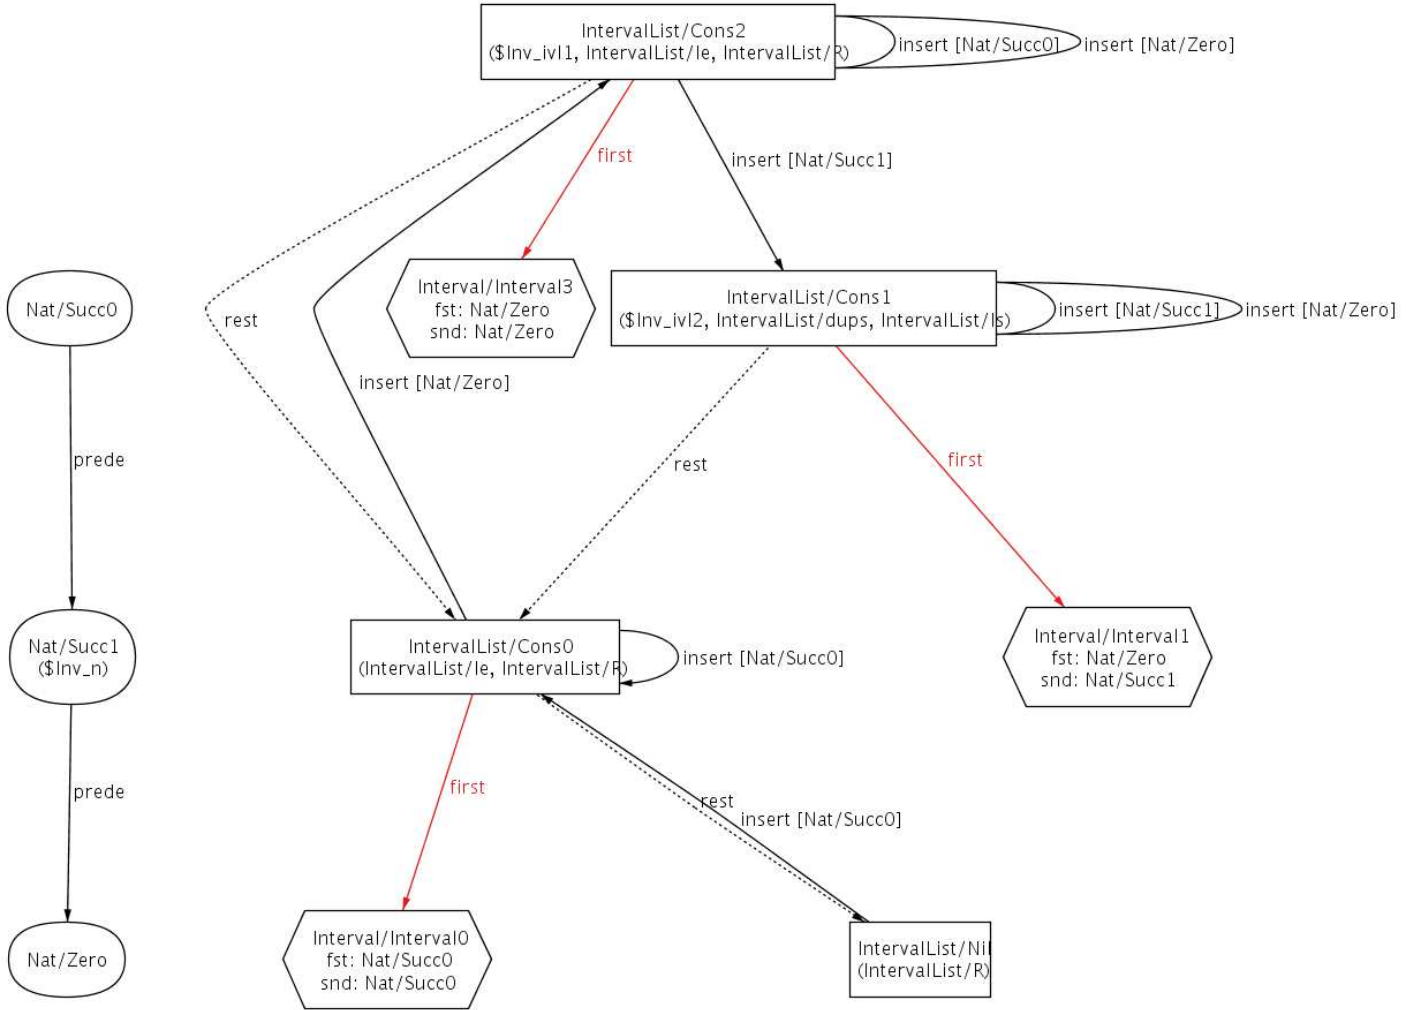 IntervalList/Cons2
($Inv_ivl1, IntervalList/le, IntervalList/R)
insert [Nat/Succ0]
insert [Nat/Zero]
first
insert [Nat/Succ1]
Nat/Succ0
rest
Interval/Interval3
fst: Nat/Zero
snd: Nat/Zero
IntervalList/Cons1
($Inv_ivl2, IntervalList/dups, IntervalList/ls)
insert [Nat/Succ1]
insert [Nat/Zero]
insert [Nat/Zero]
prede
rest
first
Nat/Succ1
($Inv_n)
IntervalList/Cons0
(IntervalList/le, IntervalList/R)
insert [Nat/Succ0]
Interval/Interval1
fst: Nat/Zero
snd: Nat/Succ1
prede
first
rest
insert [Nat/Succ0]
Nat/Zero
Interval/Interval0
fst: Nat/Succ0
snd: Nat/Succ0
IntervalList/Nil
(IntervalList/R)